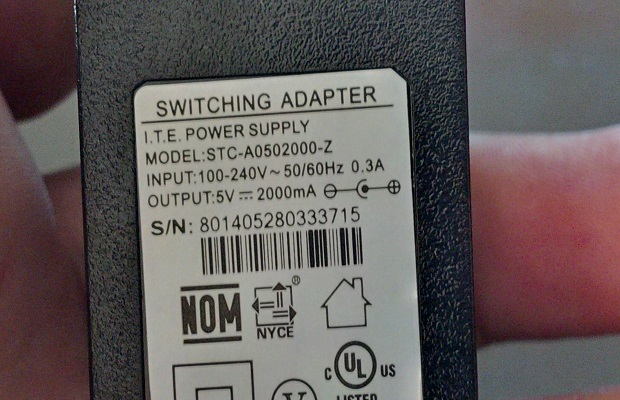 SWITCHING ADAPTER
I.T.E. POWER SUPPLY
MODEL:STC-A0502000-Z
INPUT:100-240V~50/60Hz 0.3A
OUTPUT:5V⎓2000mA
S/N: 801405280333715
NOM
®
NYCE
C UL US
LISTED
V